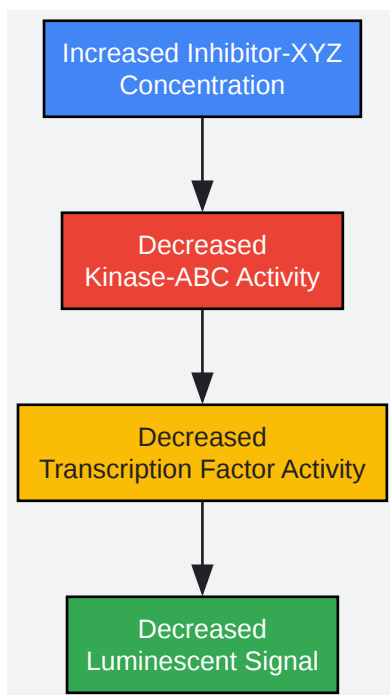 Increased Inhibitor-XYZ
Concentration
Decreased
Kinase-ABC Activity
Decreased
Transcription Factor Activity
Decreased
Luminescent Signal